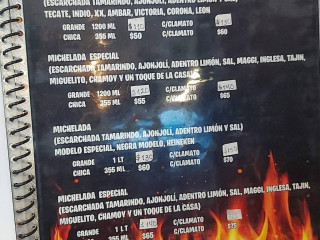 (ESCARCHADA TAMARINDO, AJONJOLÍ, ADENTRO LIMÓN Y SAL)
TECATE, INDIO, XX, AMBAR, VICTORIA, CORONA, LEON
GRANDE 1200 ML C/CLAMATO $130
CHICA 355 ML $50 C/CLAMATO $60
MICHELADA ESPECIAL
(ESCARCHADA TAMARINDO, AJONJOLÍ, ADENTRO LIMÓN, SAL, MAGGI, INGLESA, TAJIN,
MIGUELITO, CHAMOY Y UN TOQUE DE LA CASA)
GRANDE 1200 ML $120 C/CLAMATO $140
CHICA 355 ML $55 C/CLAMATO $65
MICHELADA
(ESCARCHADA TAMARINDO, AJONJOLÍ, ADENTRO LIMÓN Y SAL)
MODELO ESPECIAL, NEGRA MODELO, HEINEKEN
GRANDE 1 LT $130 C/CLAMATO
CHICA 355 ML $60 C/CLAMATO $70
MICHELADA ESPECIAL
(ESCARCHADA TAMARINDO, AJONJOLÍ, ADENTRO LIMÓN, SAL, MAGGI, INGLESA, TAJIN,
MIGUELITO, CHAMOY Y UN TOQUE DE LA CASA)
GRANDE 1 LT C/CLAMATO
CHICA 355 ML $65 C/CLAMATO $75